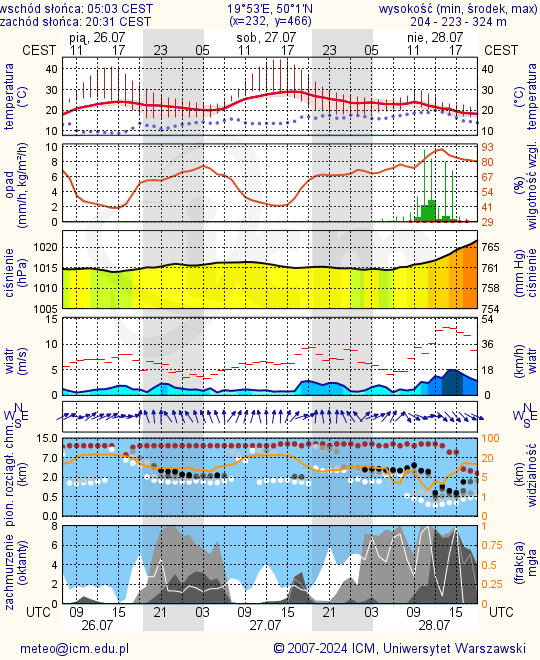 wschód słońca: 05:03 CEST 19°53'E, 50°1'N wysokość (min, środek, max)
zachód słońca: 20:31 CEST (x=232, y=466) 204 - 223 - 324 m
pią, 26.07 sob, 27.07 nie, 28.07
CEST 11 17 23 05 11 17 23 05 11 17 CEST
temperatura (°C)
40 30 20 10
40 30 20 10
(°C) temperatura
opad (mm/h, kg/m²/h)
10 8 6 4 2 0
93 80 67 54 41 29
(%) wilgotność wzgl.
ciśnienie (hPa)
1020 1015 1010 1005
765 761 758 754
(mm Hg) ciśnienie
wiatr (m/s)
15 10 5 0
54 36 18 0
(km/h) wiatr
N W E S
N W E S
pion. rozciągł. chm. (km)
15.0 7.0 2.0 0.5 0.0
100 20 5 1 0
(km) widzialność
zachmurzenie (oktanty)
8 6 4 2 0
1 0.75 0.5 0.25 0
(frakcja) mgła
UTC 09 15 21 03 09 15 21 03 09 15 UTC
26.07 27.07 28.07
meteo@icm.edu.pl © 2007-2024 ICM, Uniwersytet Warszawski